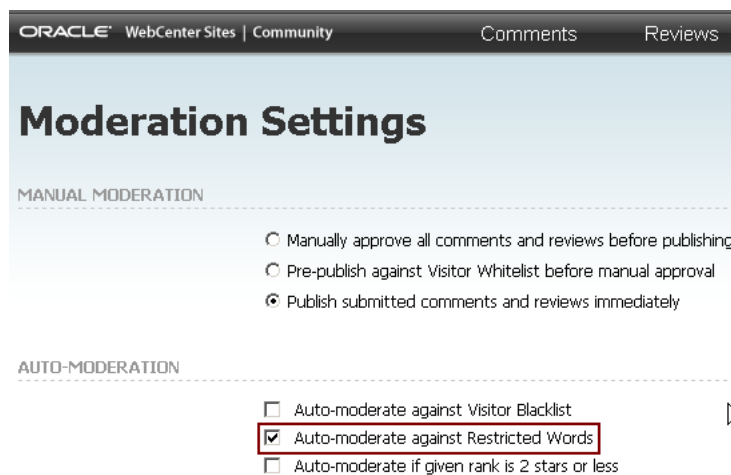 ORACLE® WebCenter Sites | Community Comments Reviews
Moderation Settings
MANUAL MODERATION
Manually approve all comments and reviews before publishing
Pre-publish against Visitor Whitelist before manual approval
Publish submitted comments and reviews immediately
AUTO-MODERATION
Auto-moderate against Visitor Blacklist
Auto-moderate against Restricted Words
Auto-moderate if given rank is 2 stars or less